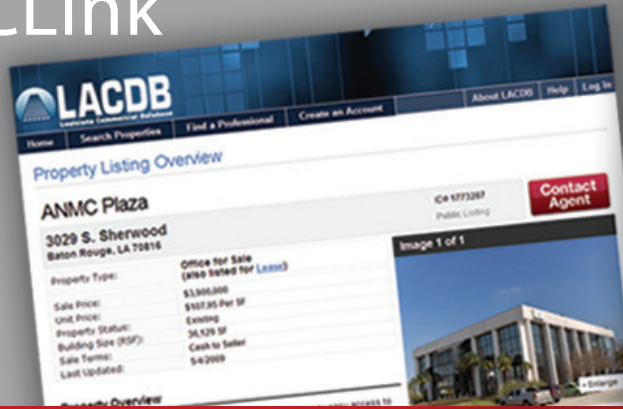 CLink
LACDB
Louisiana Commercial Database
Home Search Properties Find a Professional Create an Account About LACDB Help Log In
Property Listing Overview
ANMC Plaza
ID# 1773287
Public Listing
Contact
Agent
3029 S. Sherwood
Baton Rouge, LA 70816
Image 1 of 1
Property Type: Office for Sale
(also listed for Lease)
Sale Price: $3,900,000
Unit Price: $107.95 Per SF
Property Status: Existing
Building Size (RSF): 36,129 SF
Sale Terms: Cash to Seller
Last Updated: 5/4/2009
+ Enlarge
Property Overview
access to